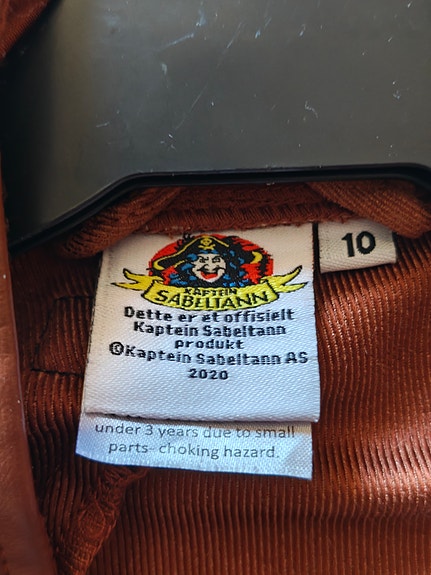 KAPTEIN
SABELTANN
Dette er et offisielt
Kaptein Sabeltann
produkt
©Kaptein Sabeltann AS
2020
10
under 3 years due to small
parts- choking hazard.